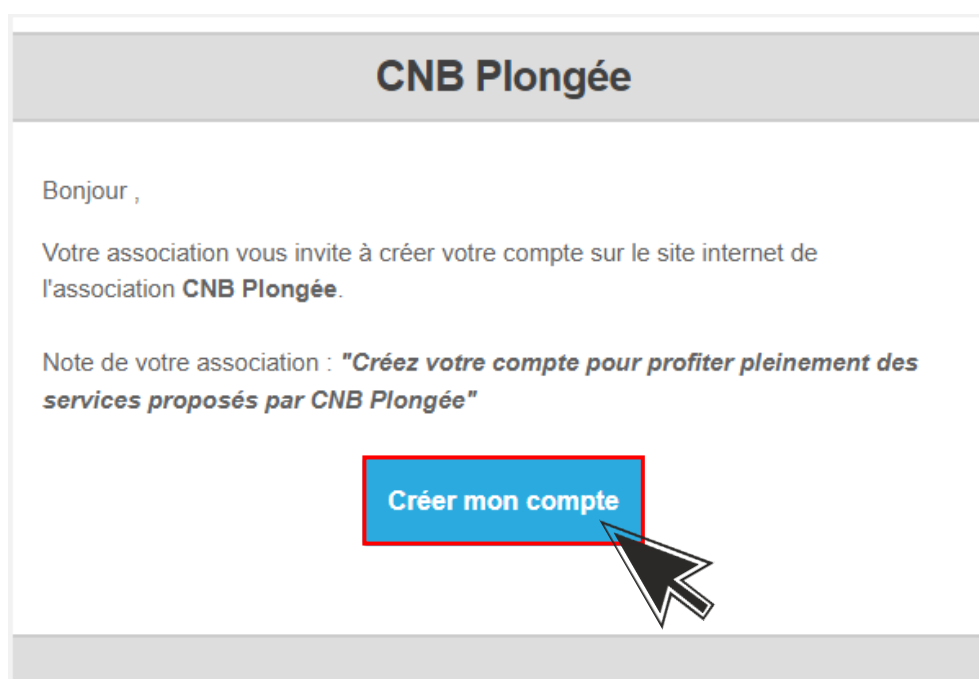 CNB Plongée
Bonjour ,
Votre association vous invite à créer votre compte sur le site internet de
l'association CNB Plongée.
Note de votre association : "Créez votre compte pour profiter pleinement des
services proposés par CNB Plongée"
Créer mon compte